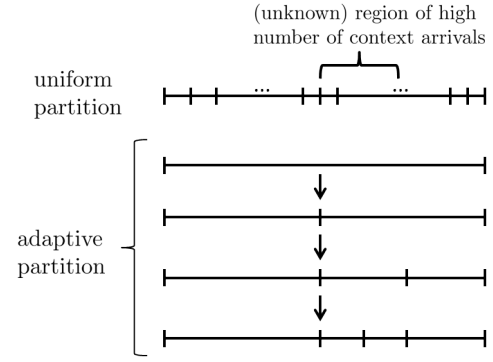 (unknown) region of high
number of context arrivals
uniform
partition
...
...
adaptive
partition